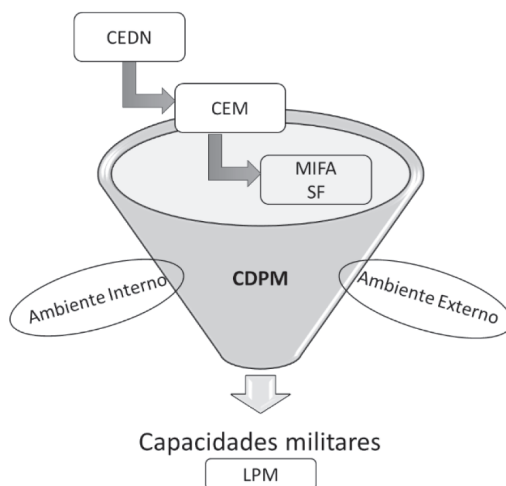 CEDN
CEM
MIFA
SF
CDPM
Ambiente Interno
Ambiente Externo
Capacidades militares
LPM